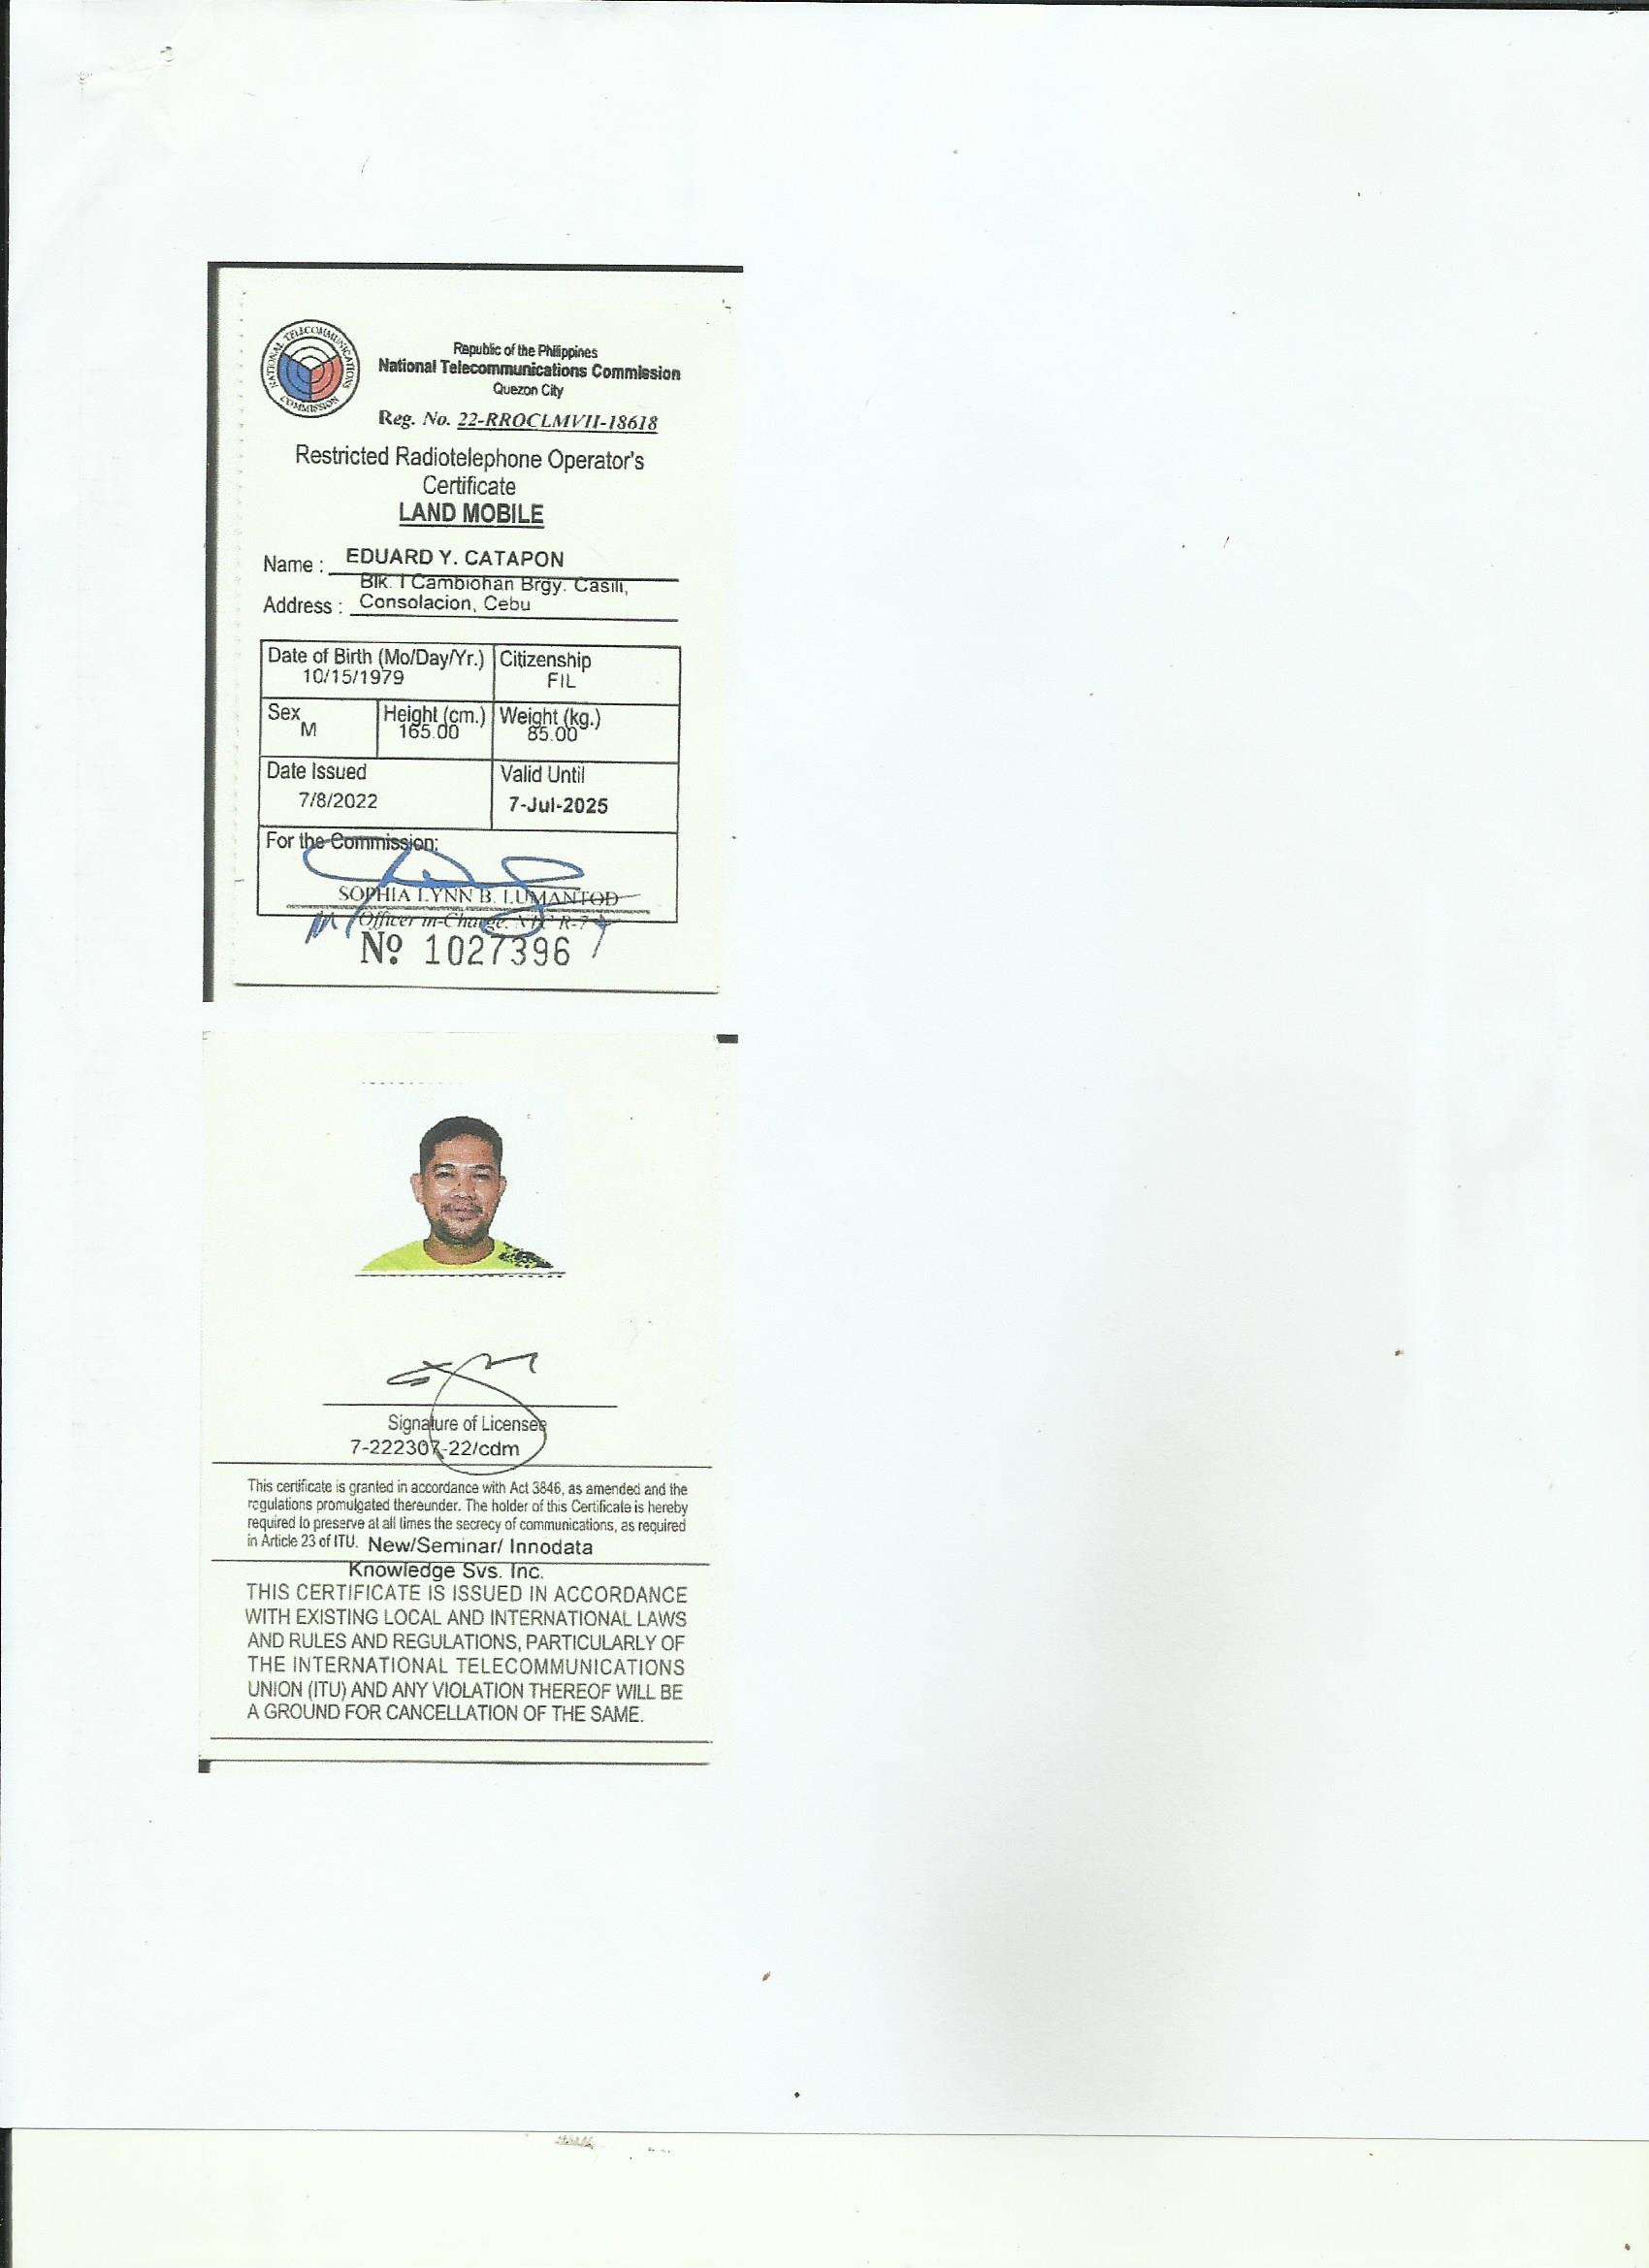 NATIONAL TELECOMMUNICATIONS COMMISSION
Republic of the Philippines
National Telecommunications Commission
Quezon City
Reg. No. 22-RROCLMVII-18618
Restricted Radiotelephone Operator's
Certificate
LAND MOBILE
Name : EDUARD Y. CATAPON
Blk. 1 Cambiohan Brgy. Casili,
Address : Consolacion, Cebu
Date of Birth (Mo/Day/Yr.) Citizenship
10/15/1979 FIL
Sex Height (cm.) Weight (kg.)
M 165.00 85.00
Date Issued Valid Until
7/8/2022 7-Jul-2025
For the Commission:
SOPHIA LYNN B. LUMANTOD
Officer in-Charge, NTC R-7
Nº 1027396
Signature of Licensee
7-222307-22/cdm
This certificate is granted in accordance with Act 3846, as amended and the
regulations promulgated thereunder. The holder of this Certificate is hereby
required to preserve at all times the secrecy of communications, as required
in Article 23 of ITU. New/Seminar/ Innodata
Knowledge Svs. Inc.
THIS CERTIFICATE IS ISSUED IN ACCORDANCE
WITH EXISTING LOCAL AND INTERNATIONAL LAWS
AND RULES AND REGULATIONS, PARTICULARLY OF
THE INTERNATIONAL TELECOMMUNICATIONS
UNION (ITU) AND ANY VIOLATION THEREOF WILL BE
A GROUND FOR CANCELLATION OF THE SAME.